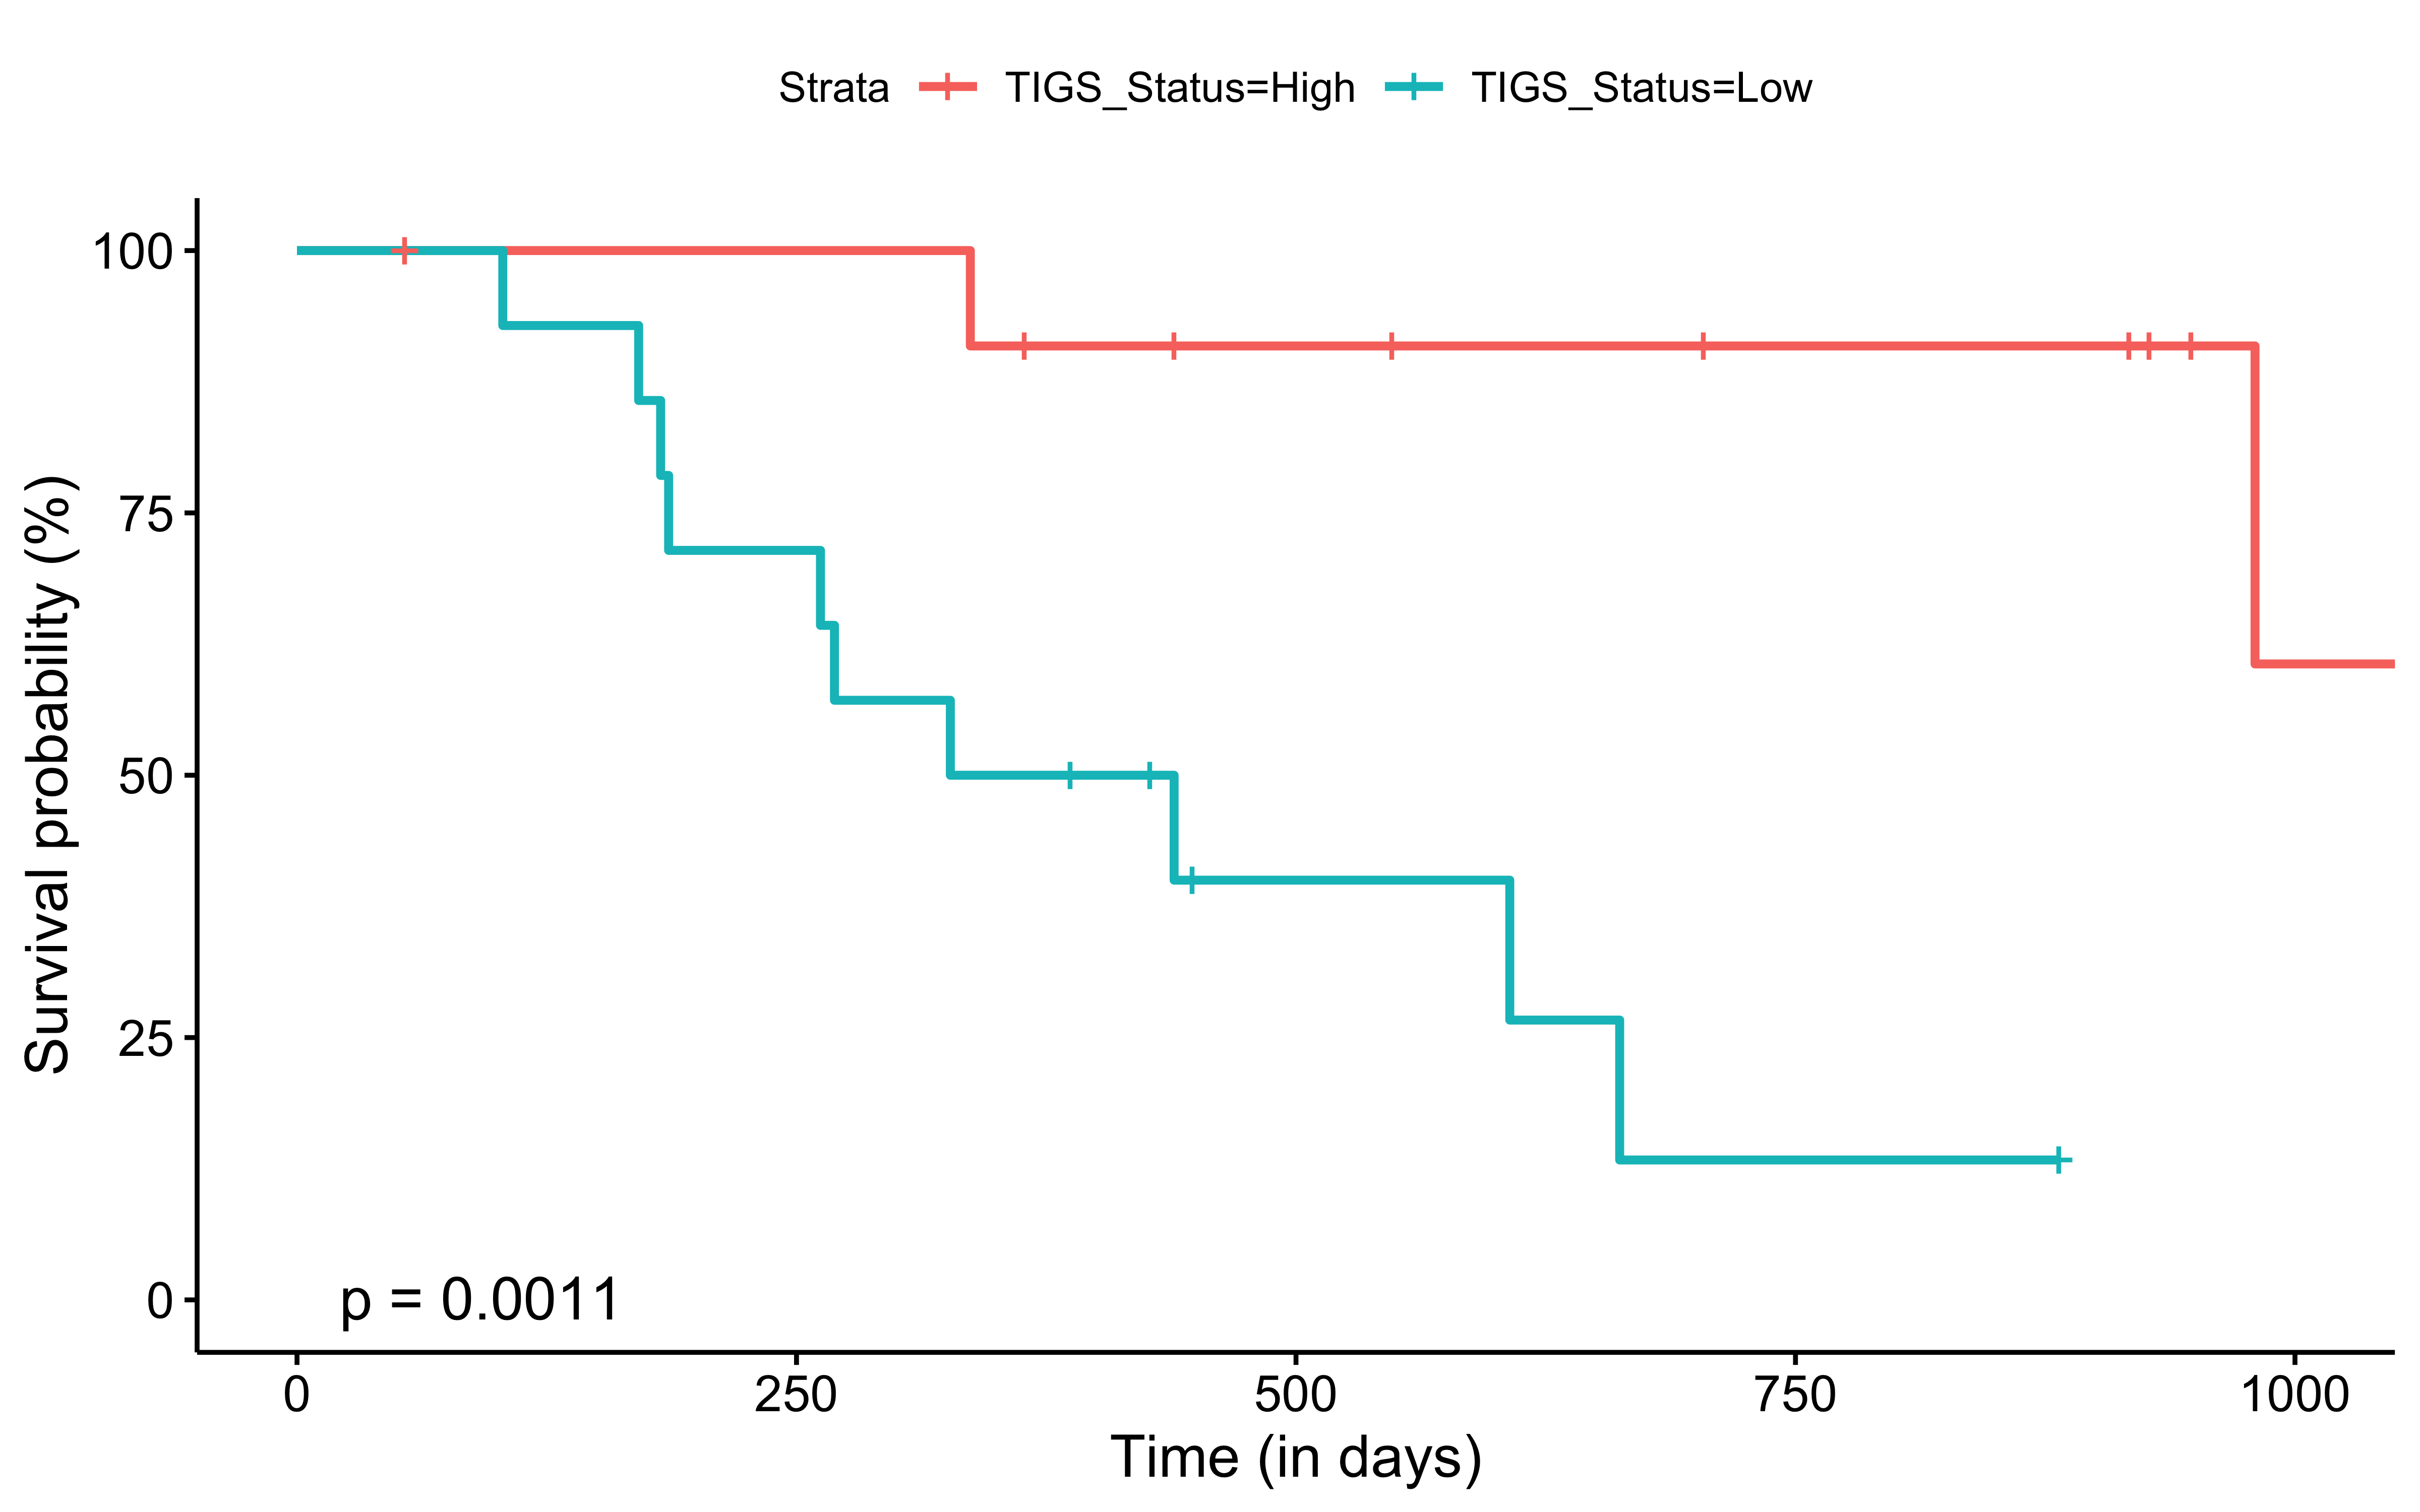 Strata TIGS_Status=High TIGS_Status=Low
Survival probability (%)
100
75
50
25
0
p = 0.0011
0 250 500 750 1000
Time (in days)